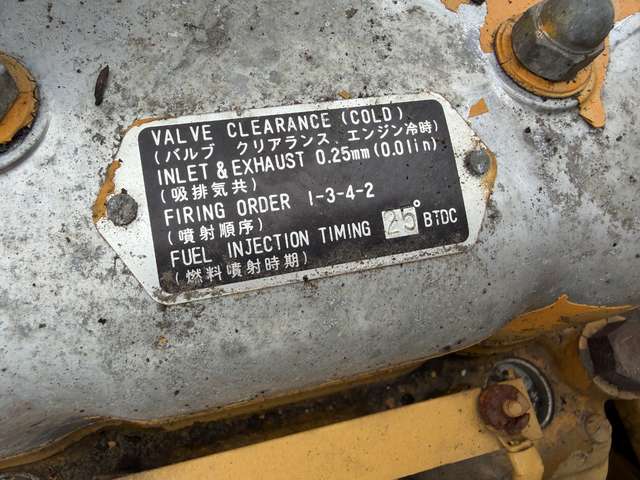 VALVE CLEARANCE (COLD)
(バルブ クリアランス、エンジン冷時)
INLET & EXHAUST 0.25mm (0.01in)
(吸排気共)
FIRING ORDER 1-3-4-2
(噴射順序)
FUEL INJECTION TIMING 25° BTDC
(燃料噴射時期)